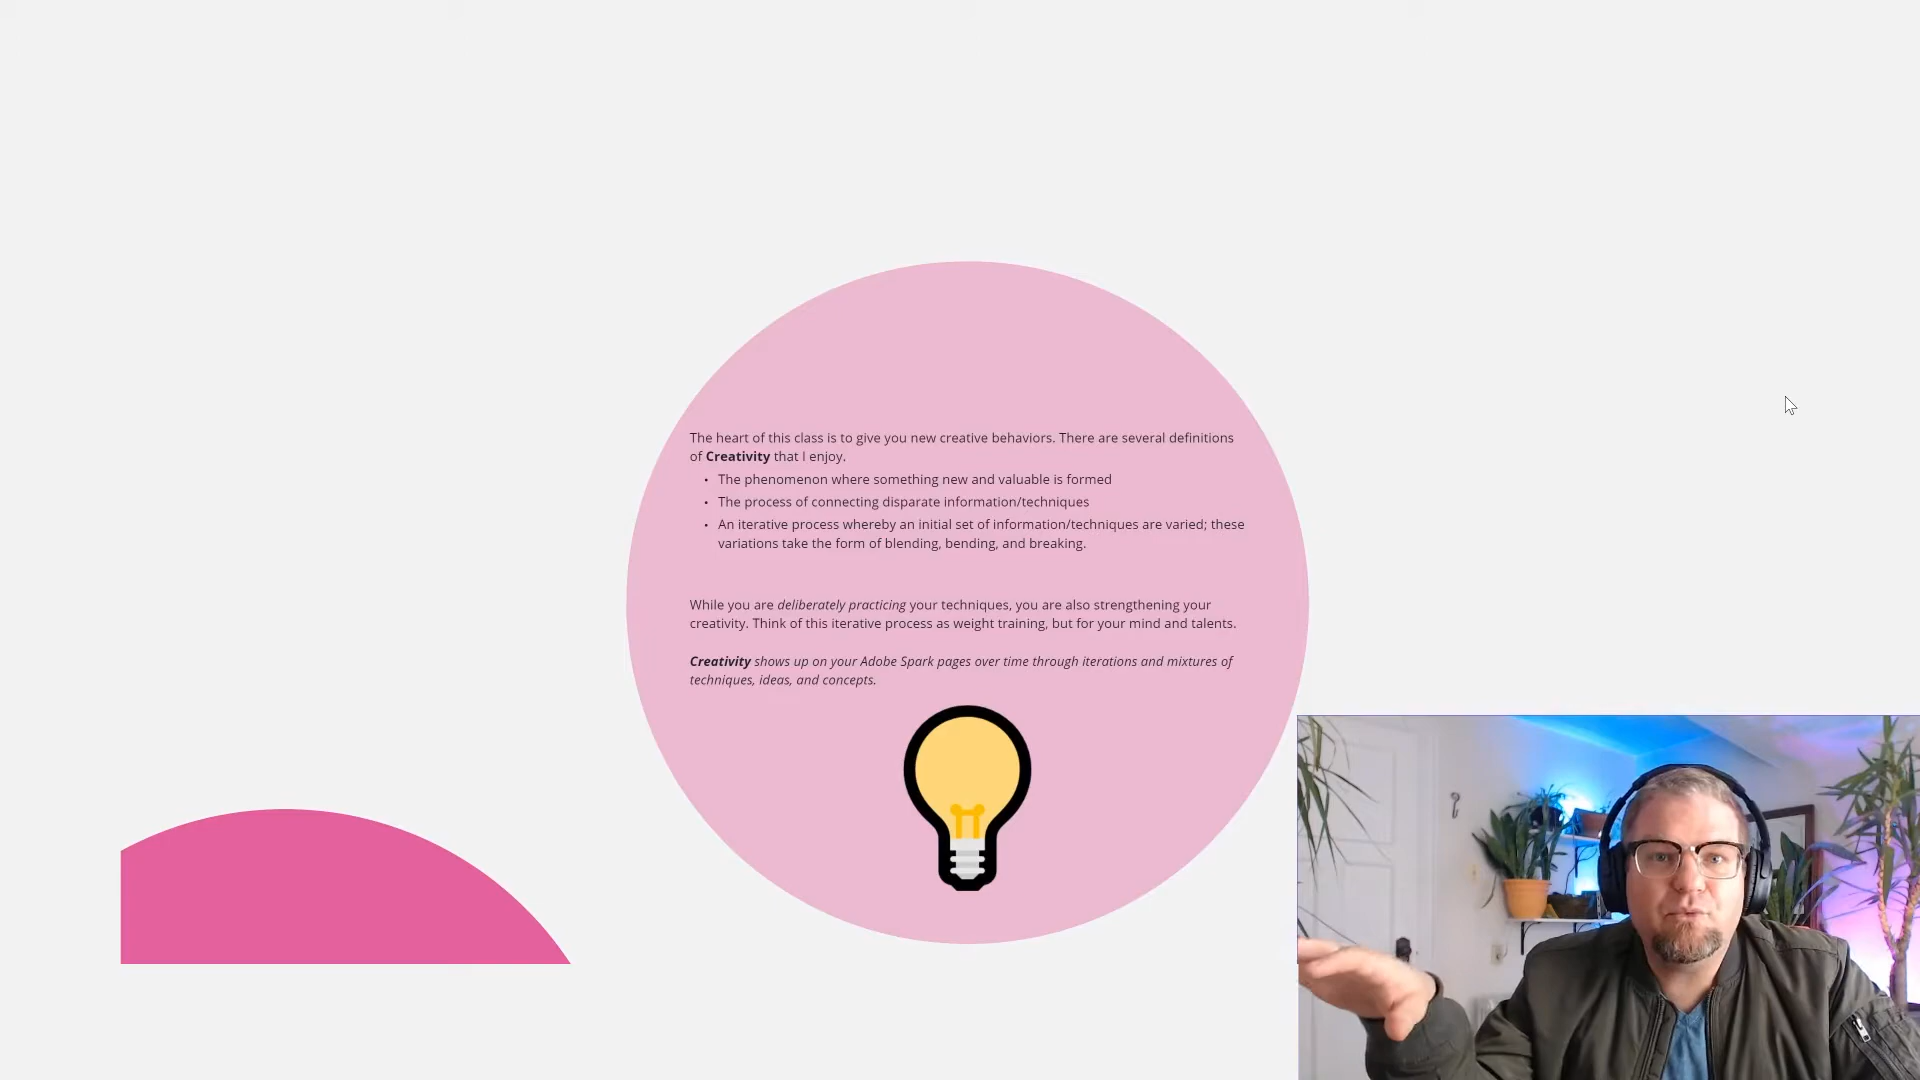 The heart of this class is to give you new creative behaviors. There are several definitions
of Creativity that I enjoy.
• The phenomenon where something new and valuable is formed
• The process of connecting disparate information/techniques
• An iterative process whereby an initial set of information/techniques are varied; these
variations take the form of blending, bending, and breaking.
While you are deliberately practicing your techniques, you are also strengthening your
creativity. Think of this iterative process as weight training, but for your mind and talents.
Creativity shows up on your Adobe Spark pages over time through iterations and mixtures of
techniques, ideas, and concepts.